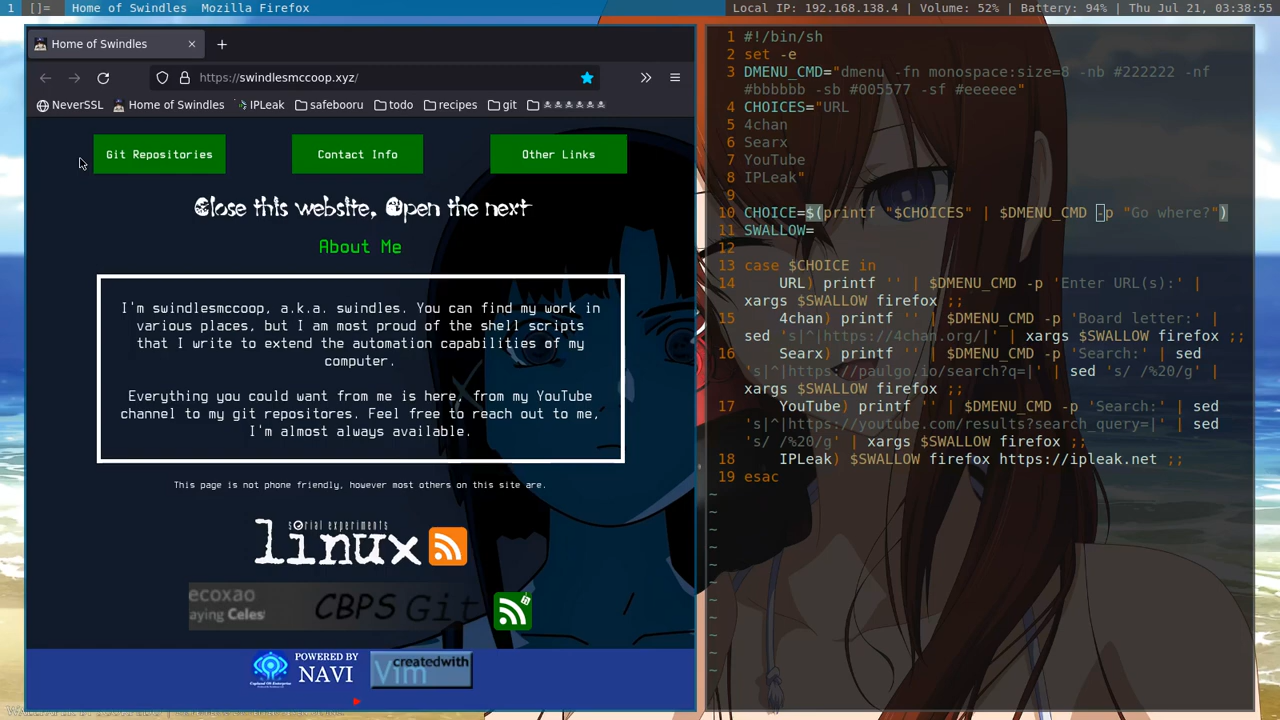 1 []= Home of Swindles Mozilla Firefox
Local IP: 192.168.138.4 | Volume: 52% | Battery: 94% | Thu Jul 21, 03:38:55
Home of Swindles
https://swindlesmccoop.xyz/
NeverSSL Home of Swindles IPLeak safebooru todo recipes git ☠☠☠☠☠☠
Git Repositories Contact Info Other Links
Close this website, Open the next
About Me
I'm swindlesmccoop, a.k.a. swindles. You can find my work in
various places, but I am most proud of the shell scripts
that I write to extend the automation capabilities of my
computer.
Everything you could want from me is here, from my YouTube
channel to my git repositores. Feel free to reach out to me,
I'm almost always available.
This page is not phone friendly, however most others on this site are.
serial experiments
linux
ecoxao
aying Celes
CBPS Git
POWERED BY
NAVI
createdwith
Vim
1 #!/bin/sh
2 set -e
3 DMENU_CMD="dmenu -fn monospace:size=8 -nb #222222 -nf
#bbbbbb -sb #005577 -sf #eeeeee"
4 CHOICES="URL
5 4chan
6 Searx
7 YouTube
8 IPLeak"
9
10 CHOICE=$(printf "$CHOICES" | $DMENU_CMD -p "Go where?")
11 SWALLOW=
12
13 case $CHOICE in
14 URL) printf '' | $DMENU_CMD -p 'Enter URL(s):' |
xargs $SWALLOW firefox ;;
15 4chan) printf '' | $DMENU_CMD -p 'Board letter:' |
sed 's|^|https://4chan.org/|' | xargs $SWALLOW firefox ;;
16 Searx) printf '' | $DMENU_CMD -p 'Search:' | sed
's|^|https://paulgo.io/search?q=|' | sed 's/ /%20/g' |
xargs $SWALLOW firefox ;;
17 YouTube) printf '' | $DMENU_CMD -p 'Search:' | sed
's|^|https://youtube.com/results?search_query=|' | sed
's/ /%20/g' | xargs $SWALLOW firefox ;;
18 IPLeak) $SWALLOW firefox https://ipleak.net ;;
19 esac
~
~
~
~
~
~
~
~
~
~
~